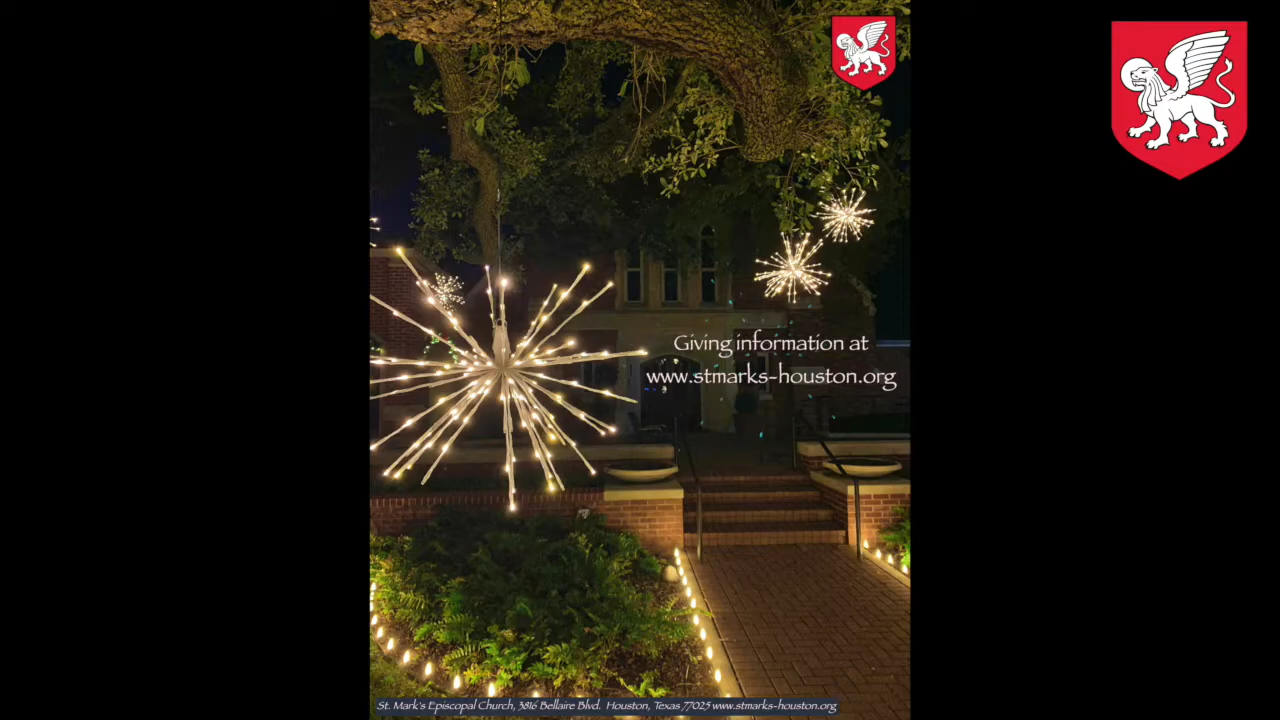 Giving information at
www.stmarks-houston.org
St. Mark's Episcopal Church, 3816 Bellaire Blvd. Houston, Texas 77025 www.stmarks-houston.org